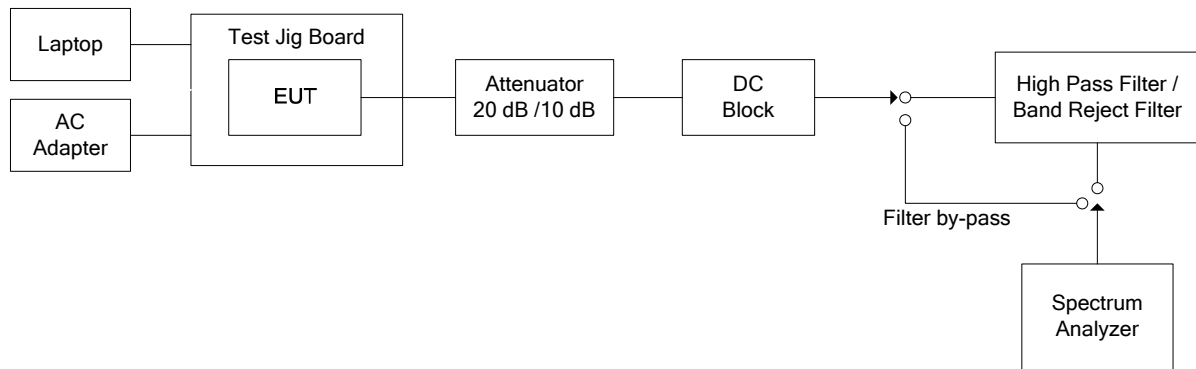 Laptop
AC
Adapter
Test Jig Board
EUT
Attenuator
20 dB /10 dB
DC
Block
High Pass Filter /
Band Reject Filter
Filter by-pass
Spectrum
Analyzer